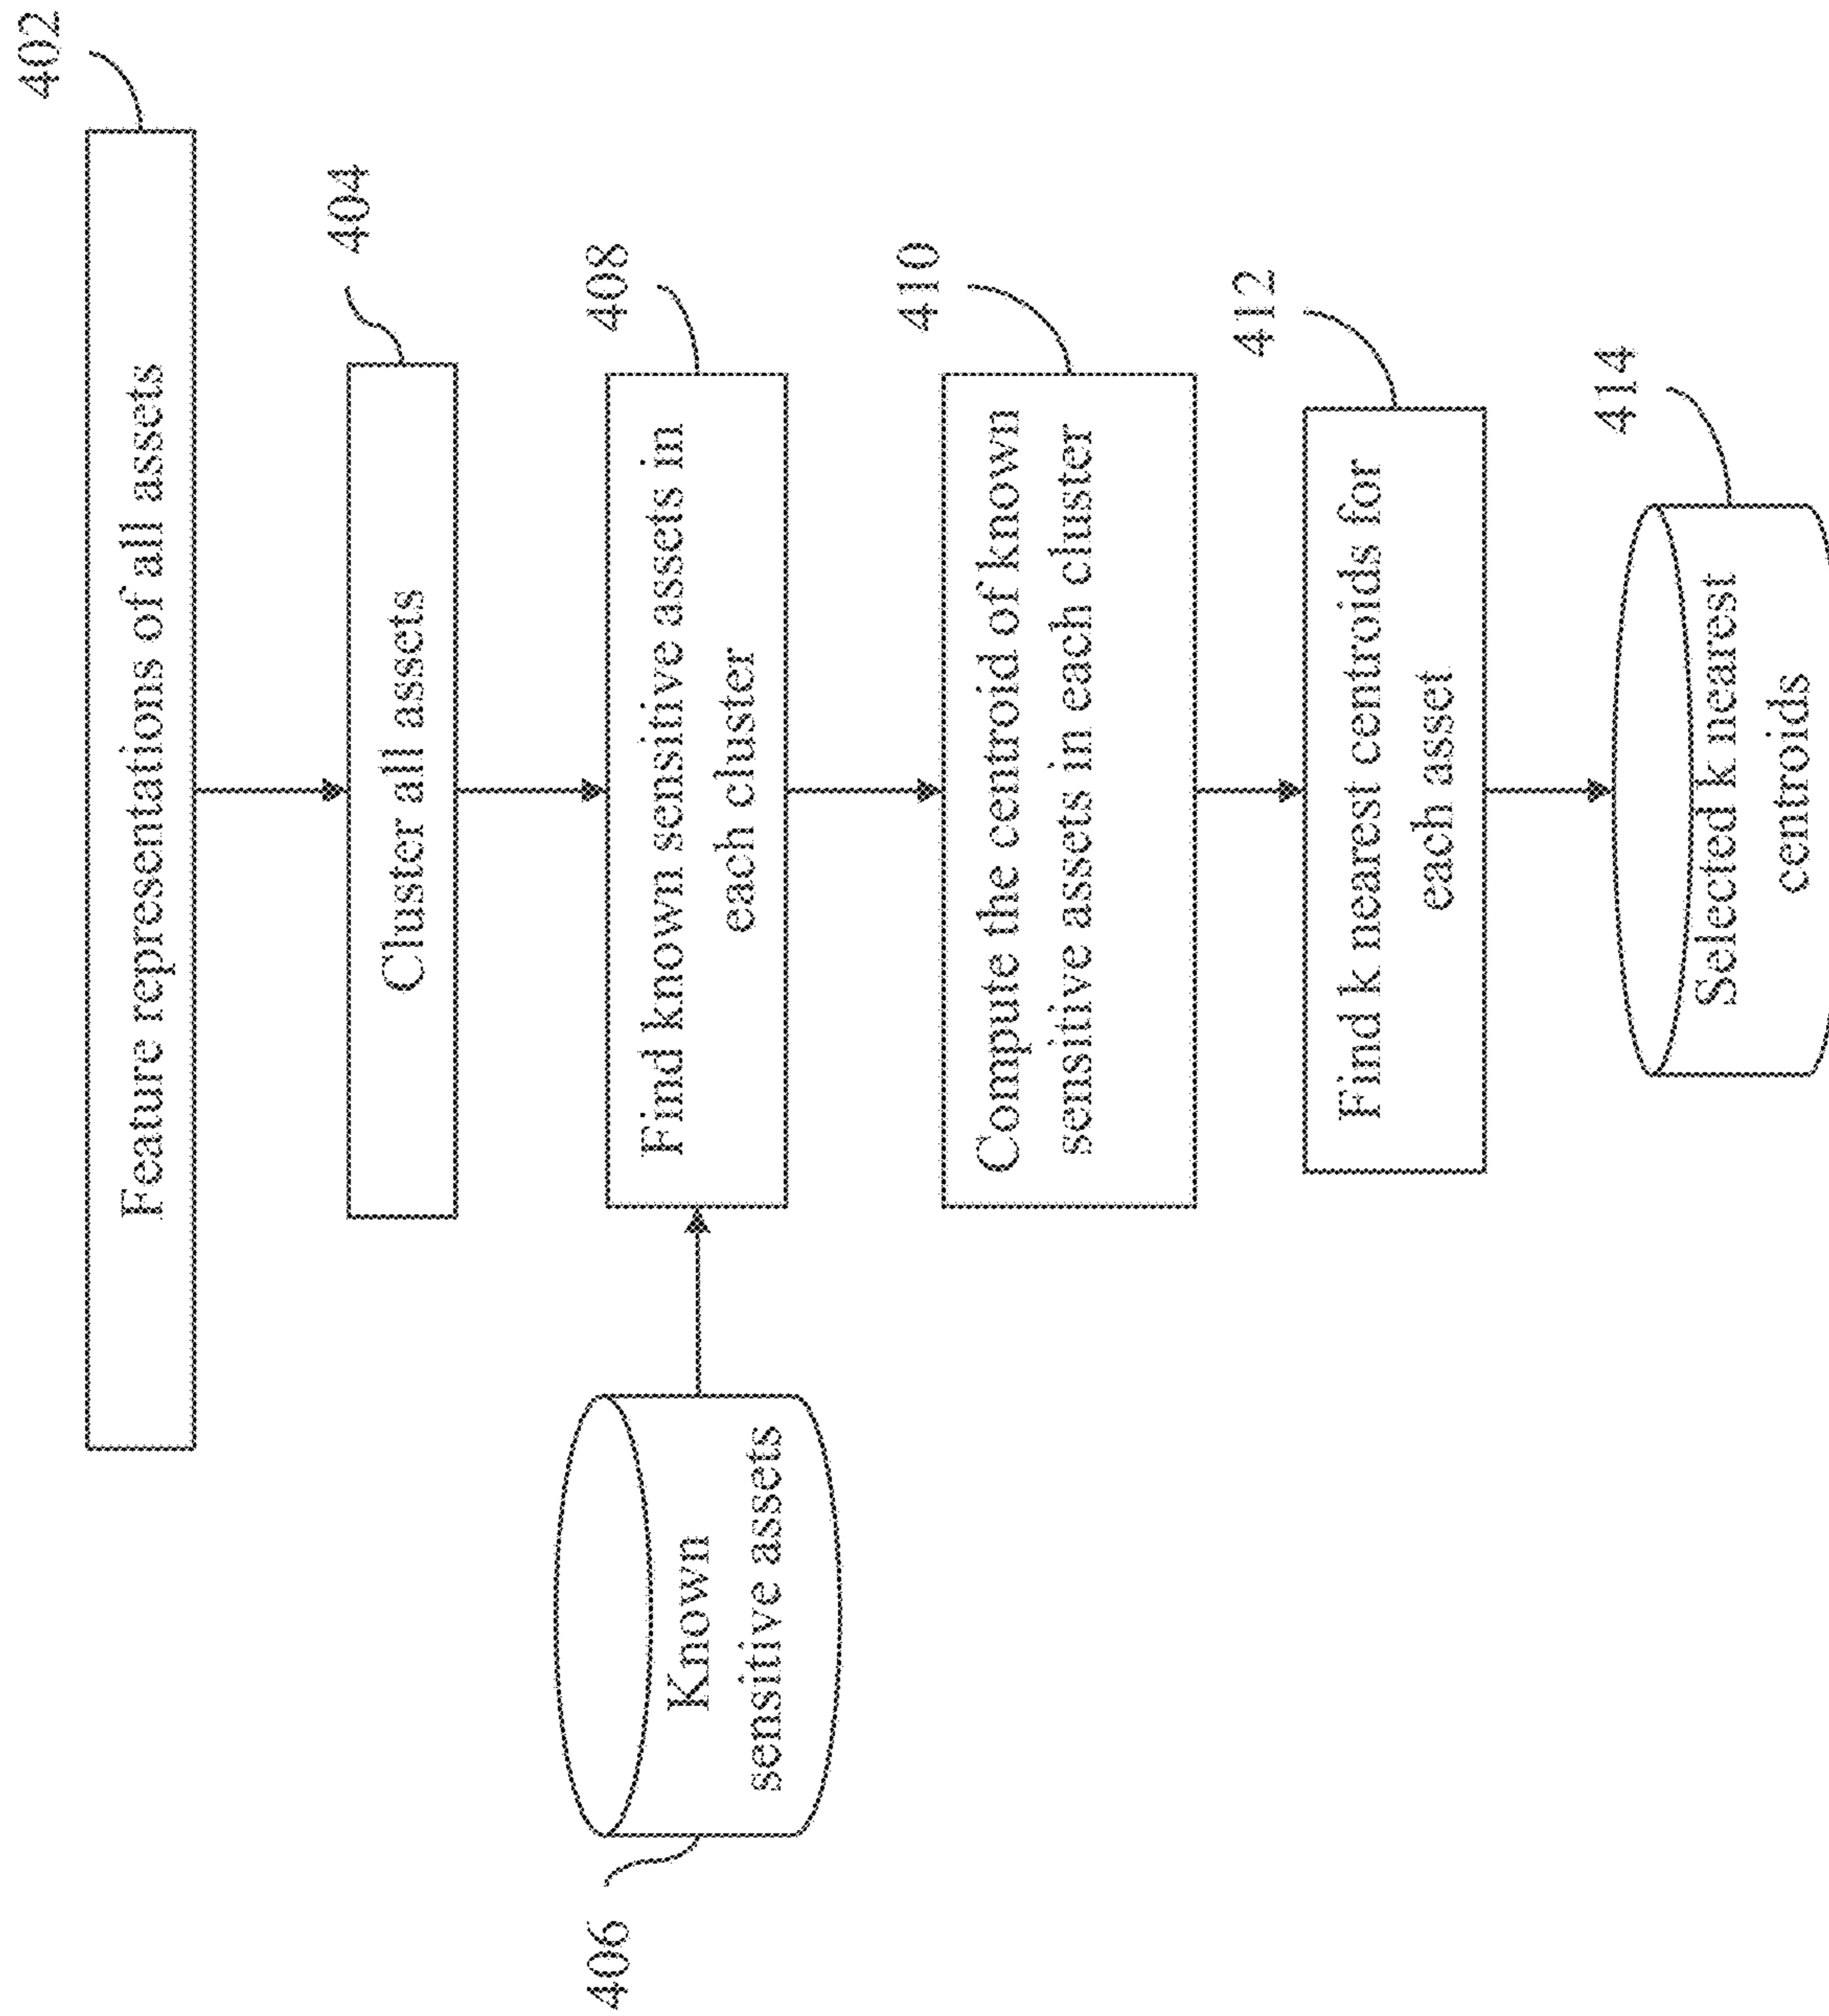 402
Feature representations of all assets
404
Cluster all assets
406
Known
sensitive assets
408
Find known sensitive assets in
each cluster
410
Compute the centroid of known
sensitive assets in each cluster
412
Find k nearest centroids for
each asset
414
Selected k nearest
centroids